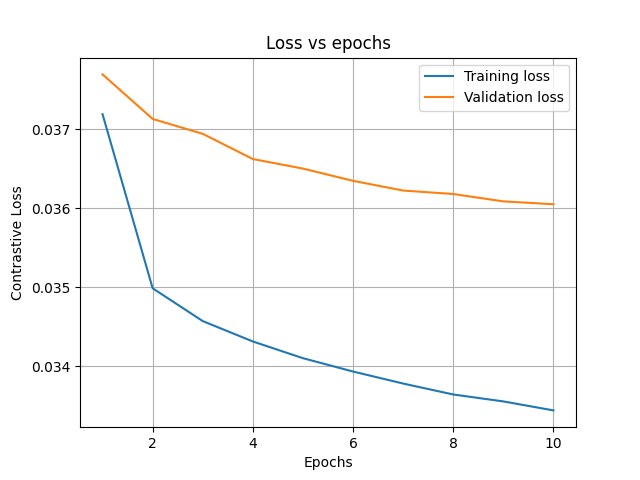 Loss vs epochs
Training loss
Validation loss
Contrastive Loss
0.037
0.036
0.035
0.034
2 4 6 8 10
Epochs